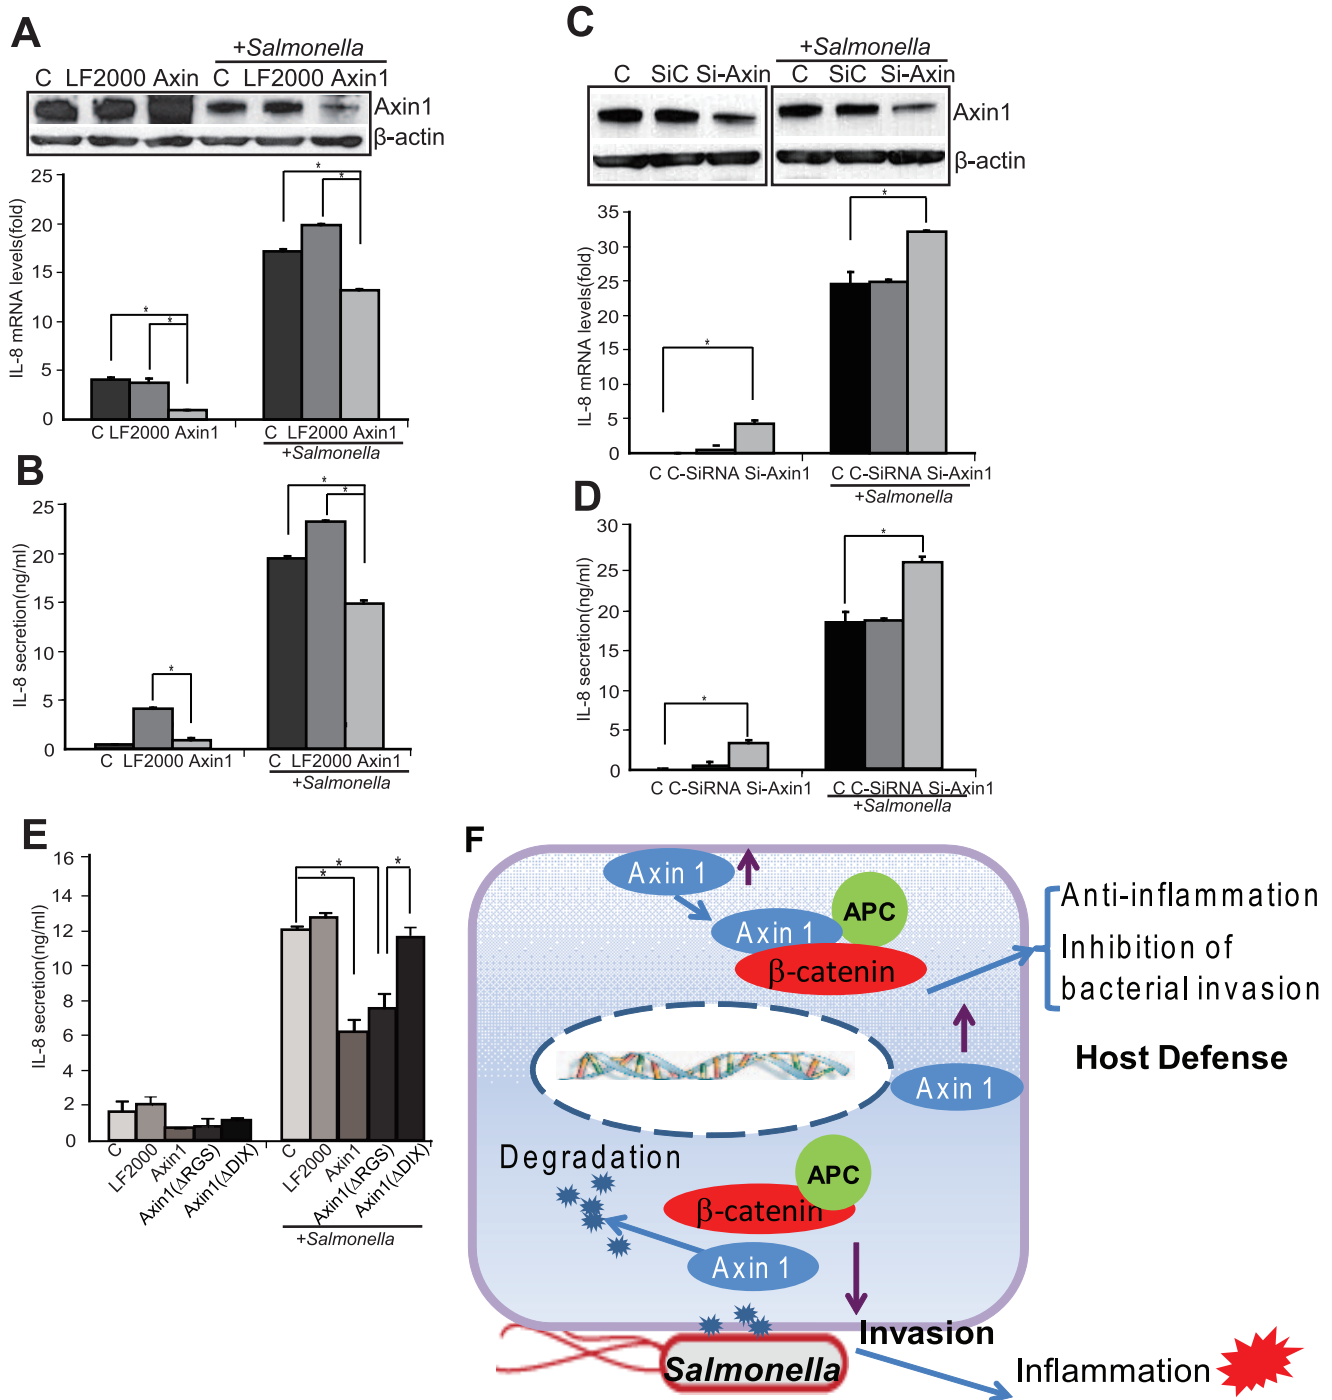 A
+Salmonella
C LF2000 Axin C LF2000 Axin1
Axin1
β-actin
IL-8 mRNA levels(fold)
25
20
15
10
5
0
* * * *
C LF2000 Axin1 C LF2000 Axin1
+Salmonella
B
IL-8 secretion(ng/ml)
25
20
15
10
5
0
* * *
C LF2000 Axin1 C LF2000 Axin1
+Salmonella
C
+Salmonella
C SiC Si-Axin C SiC Si-Axin
Axin1
β-actin
IL-8 mRNA levels(fold)
35
30
25
20
15
10
5
0
* *
C C-SiRNA Si-Axin1 C C-SiRNA Si-Axin1
+Salmonella
D
IL-8 secretion(ng/ml)
30
25
20
15
10
5
0
* *
C C-SiRNA Si-Axin1 C C-SiRNA Si-Axin1
+Salmonella
E
IL-8 secretion(ng/ml)
16
14
12
10
8
6
4
2
0
* * *
C
LF2000
Axin1
Axin1(ΔRGS)
Axin1(ΔDIX)
C
LF2000
Axin1
Axin1(ΔRGS)
Axin1(ΔDIX)
+Salmonella
F
Axin 1
Axin 1
APC
β-catenin
Anti-inflammation
Inhibition of
bacterial invasion
Host Defense
Axin 1
Degradation
APC
β-catenin
Axin 1
Invasion
Salmonella
Inflammation